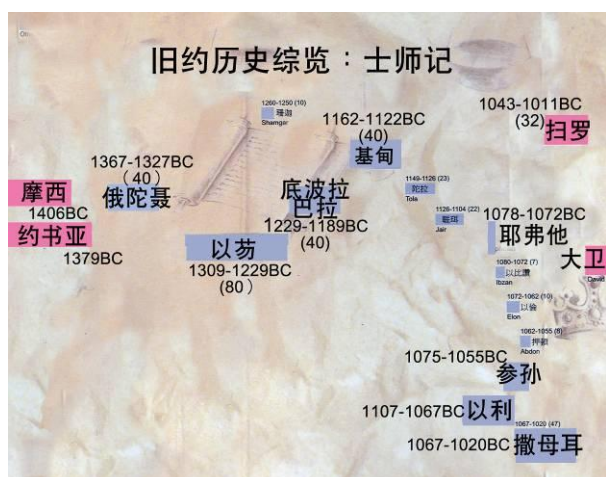 旧约历史综览：士师记
1260-1250 (10)
珊迦
Shamgar
1162-1122BC
(40)
基甸
1043-1011BC
(32)
扫罗
1367-1327BC
(40)
俄陀聂
摩西
1406BC
约书亚
1379BC
底波拉
巴拉
1229-1189BC
(40)
1149-1126 (23)
陀拉
Tola
1126-1104 (22)
睚珥
Jair
1078-1072BC
耶弗他
以笏
1309-1229BC
(80)
大卫
David
1080-1072 (7)
以比讚
Ibzan
1072-1062 (10)
以倫
Elon
1062-1055 (8)
押頓
Abdon
1075-1055BC
参孙
1107-1067BC 以利
1067-1020 (47)
1067-1020BC 撒母耳